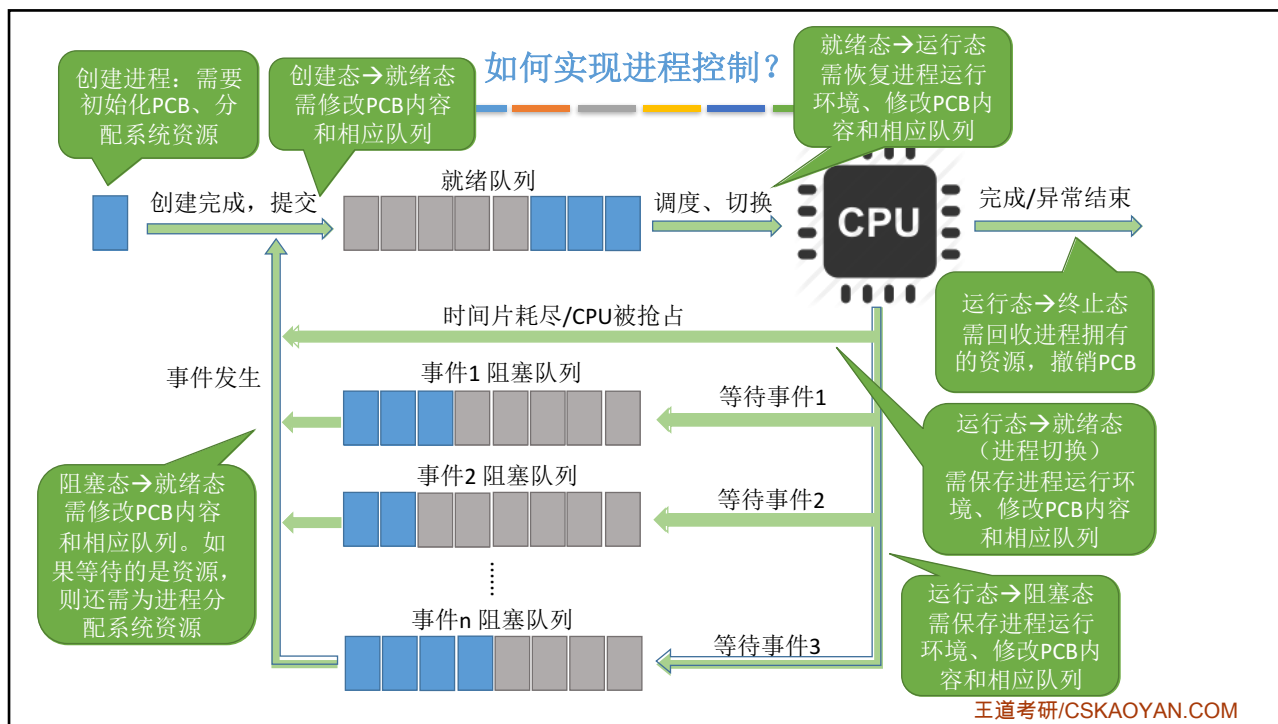 如何实现进程控制？
创建进程：需要
初始化PCB、分
配系统资源
创建态→就绪态
需修改PCB内容
和相应队列
就绪态→运行态
需恢复进程运行
环境、修改PCB内
容和相应队列
创建完成，提交
就绪队列
调度、切换
CPU
完成/异常结束
运行态→终止态
需回收进程拥有
的资源，撤销PCB
时间片耗尽/CPU被抢占
事件发生
事件1 阻塞队列
等待事件1
运行态→就绪态
（进程切换）
需保存进程运行环
境、修改PCB内容
和相应队列
阻塞态→就绪态
需修改PCB内容
和相应队列。如
果等待的是资源，
则还需为进程分
配系统资源
事件2 阻塞队列
等待事件2
......
事件n 阻塞队列
等待事件3
运行态→阻塞态
需保存进程运行
环境、修改PCB内
容和相应队列
王道考研/CSKAOYAN.COM